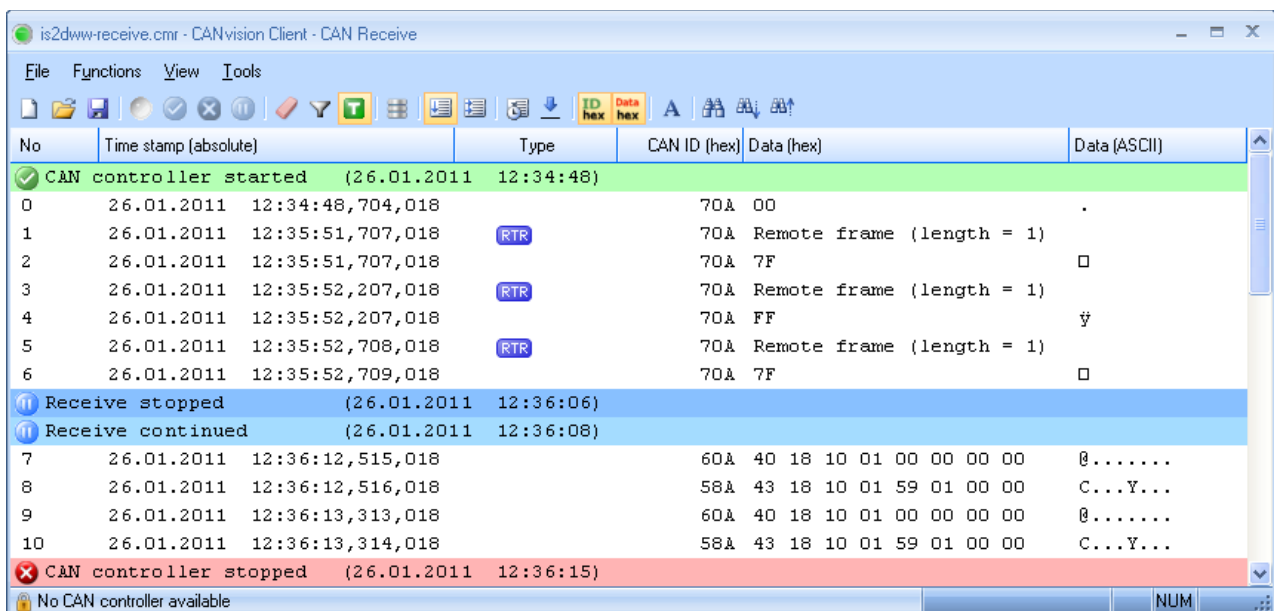 is2dww-receive.cmr - CANvision Client - CAN Receive
File Functions View Tools
T ID hex Data hex A
No Time stamp (absolute) Type CAN ID (hex) Data (hex) Data (ASCII)
CAN controller started (26.01.2011 12:34:48)
0 26.01.2011 12:34:48,704,018 70A 00 .
1 26.01.2011 12:35:51,707,018 RTR 70A Remote frame (length = 1)
2 26.01.2011 12:35:51,707,018 70A 7F □
3 26.01.2011 12:35:52,207,018 RTR 70A Remote frame (length = 1)
4 26.01.2011 12:35:52,207,018 70A FF ÿ
5 26.01.2011 12:35:52,708,018 RTR 70A Remote frame (length = 1)
6 26.01.2011 12:35:52,709,018 70A 7F □
Receive stopped (26.01.2011 12:36:06)
Receive continued (26.01.2011 12:36:08)
7 26.01.2011 12:36:12,515,018 60A 40 18 10 01 00 00 00 00 @.......
8 26.01.2011 12:36:12,516,018 58A 43 18 10 01 59 01 00 00 C...Y...
9 26.01.2011 12:36:13,313,018 60A 40 18 10 01 00 00 00 00 @.......
10 26.01.2011 12:36:13,314,018 58A 43 18 10 01 59 01 00 00 C...Y...
CAN controller stopped (26.01.2011 12:36:15)
No CAN controller available NUM